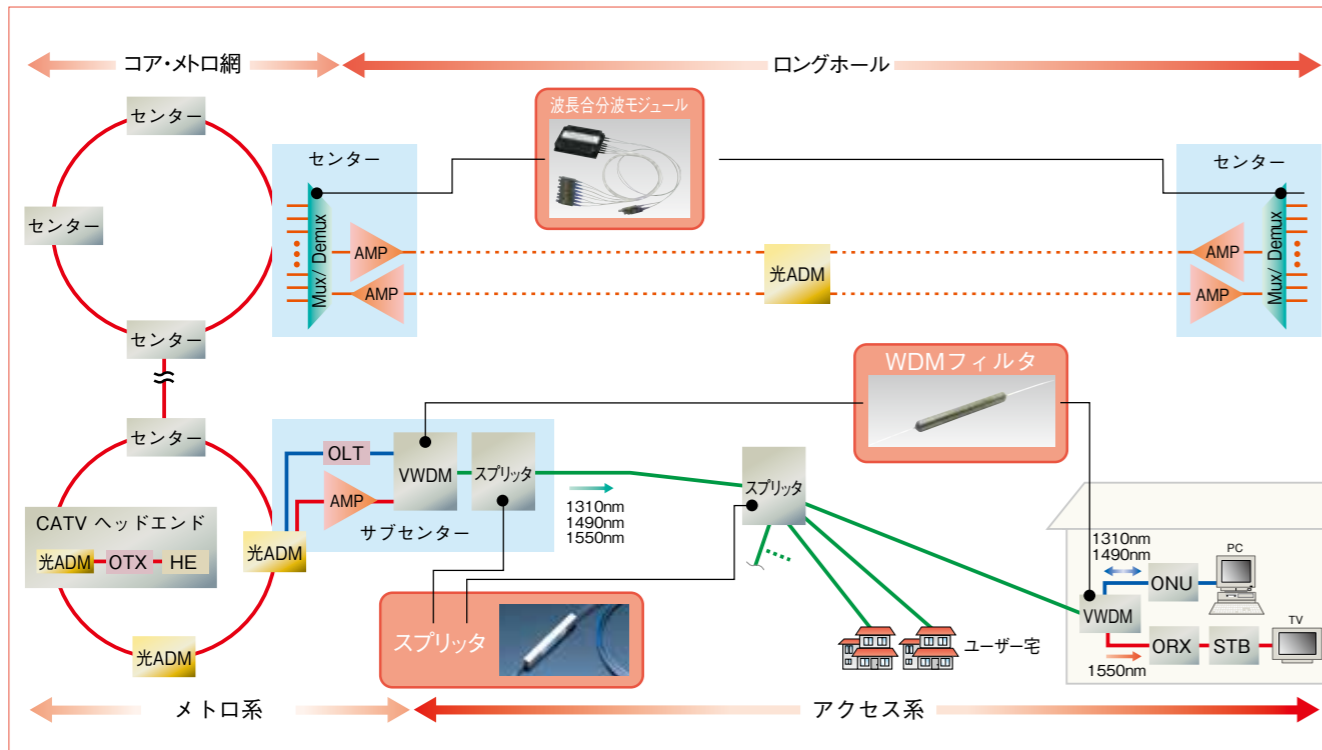 コア・メトロ網
ロングホール
センター
波長合分波モジュール
センター
センター
センター
Mux/ Demux
AMP
AMP
光ADM
AMP
AMP
Mux/ Demux
センター
WDMフィルタ
センター
OLT
VWDM
スプリッタ
AMP
サブセンター
1310nm
1490nm
1550nm
スプリッタ
CATV ヘッドエンド
光ADM
OTX
HE
光ADM
光ADM
スプリッタ
ユーザー宅
1310nm
1490nm
PC
ONU
VWDM
TV
ORX
STB
1550nm
メトロ系
アクセス系